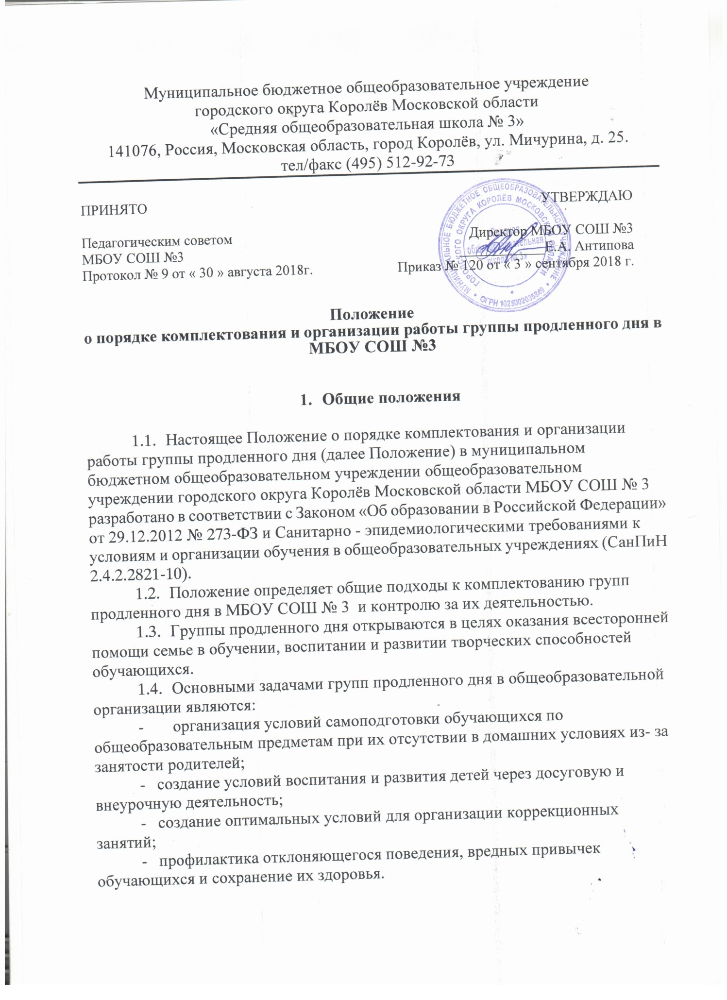 Муниципальное бюджетное общеобразовательное учреждение
городского округа Королёв Московской области
«Средняя общеобразовательная школа № 3»
141076, Россия, Московская область, город Королёв, ул. Мичурина, д. 25.
тел/факс (495) 512-92-73
ПРИНЯТО
Педагогическим советом
МБОУ СОШ №3
Протокол № 9 от « 30 » августа 2018г.
УТВЕРЖДАЮ
Директор МБОУ СОШ №3
Е.А. Антипова
Приказ № 120 от « 3 » сентября 2018 г.
МУНИЦИПАЛЬНОЕ БЮДЖЕТНОЕ ОБЩЕОБРАЗОВАТЕЛЬНОЕ УЧРЕЖДЕНИЕ
* ОГРН 1025002035849 *
ГОРОДСКОГО ОКРУГА КОРОЛЁВ МОСКОВСКОЙ ОБЛАСТИ
общеобразовательная
школа № 3»
Положение
о порядке комплектования и организации работы группы продленного дня в
МБОУ СОШ №3
1. Общие положения
1.1. Настоящее Положение о порядке комплектования и организации
работы группы продленного дня (далее Положение) в муниципальном
бюджетном общеобразовательном учреждении общеобразовательном
учреждении городского округа Королёв Московской области МБОУ СОШ № 3
разработано в соответствии с Законом «Об образовании в Российской Федерации»
от 29.12.2012 № 273-ФЗ и Санитарно - эпидемиологическими требованиями к
условиям и организации обучения в общеобразовательных учреждениях (СанПиН
2.4.2.2821-10).
1.2. Положение определяет общие подходы к комплектованию групп
продленного дня в МБОУ СОШ № 3 и контролю за их деятельностью.
1.3. Группы продленного дня открываются в целях оказания всесторонней
помощи семье в обучении, воспитании и развитии творческих способностей
обучающихся.
1.4. Основными задачами групп продленного дня в общеобразовательной
организации являются:
- организация условий самоподготовки обучающихся по
общеобразовательным предметам при их отсутствии в домашних условиях из- за
занятости родителей;
- создание условий воспитания и развития детей через досуговую и
внеурочную деятельность;
- создание оптимальных условий для организации коррекционных
занятий;
- профилактика отклоняющегося поведения, вредных привычек
обучающихся и сохранение их здоровья.